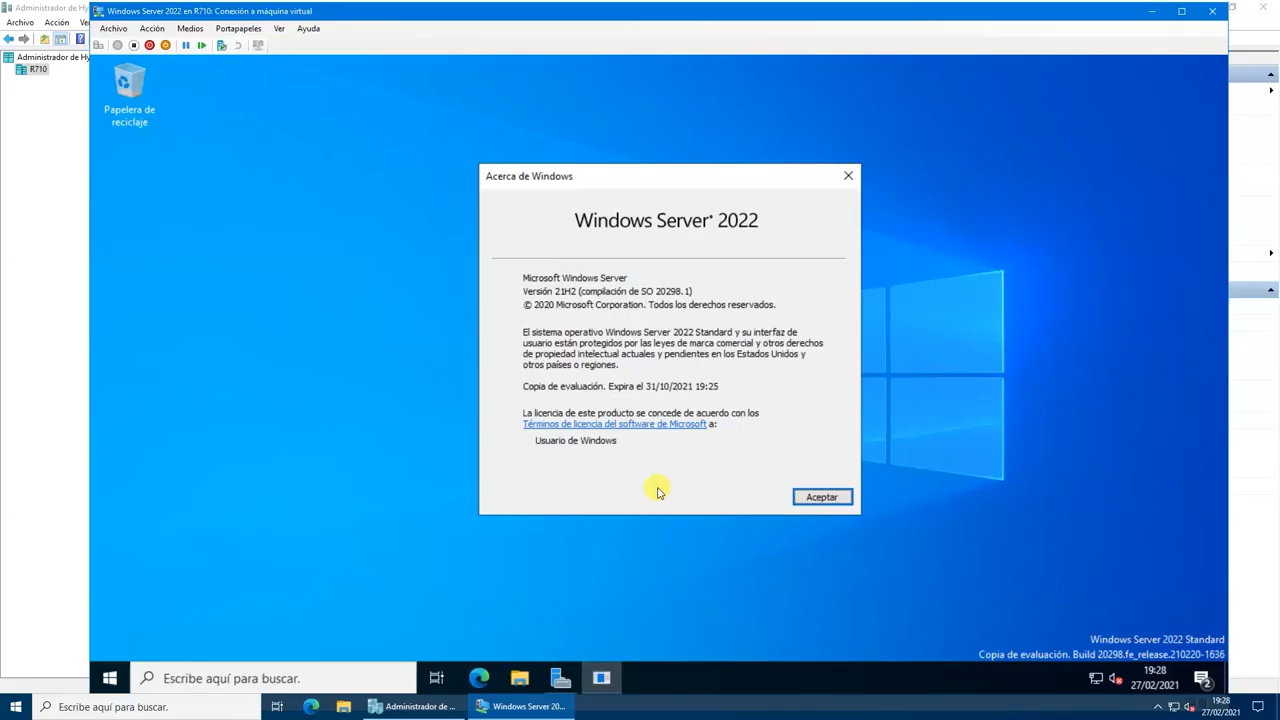 Administrador de Hy
Archivo
Acción
Ver
Administrador de Hy
R710
Windows Server 2022 en R710: Conexión a máquina virtual
Archivo
Acción
Medios
Portapapeles
Ver
Ayuda
Papelera de
reciclaje
Acerca de Windows
Windows Server® 2022
Microsoft Windows Server
Versión 21H2 (compilación de SO 20298.1)
© 2020 Microsoft Corporation. Todos los derechos reservados.
El sistema operativo Windows Server 2022 Standard y su interfaz de
usuario están protegidos por las leyes de marca comercial y otros derechos
de propiedad intelectual actuales y pendientes en los Estados Unidos y
otros países o regiones.
Copia de evaluación. Expira el 31/10/2021 19:25
La licencia de este producto se concede de acuerdo con los
Términos de licencia del software de Microsoft a:
Usuario de Windows
Aceptar
Windows Server 2022 Standard
Copia de evaluación. Build 20298.fe_release.210220-1636
Escribe aquí para buscar.
19:28
27/02/2021
2
Escribe aquí para buscar.
Administrador de ...
Windows Server 20...
19:28
27/02/2021